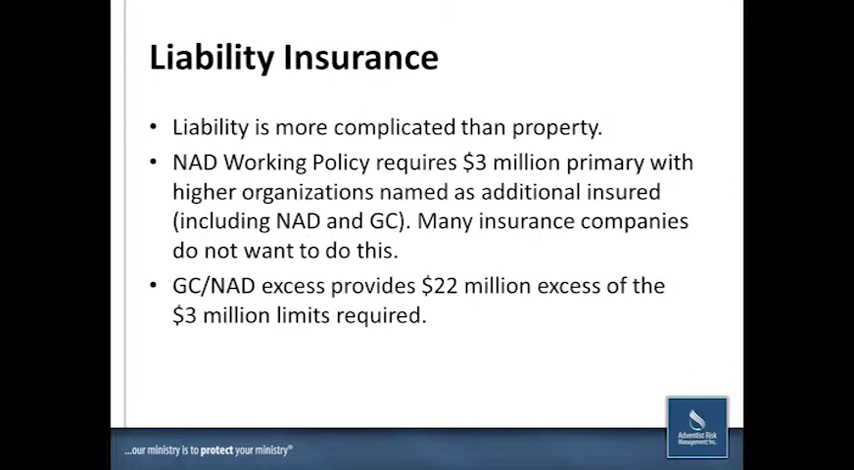 Liability Insurance
• Liability is more complicated than property.
• NAD Working Policy requires $3 million primary with
higher organizations named as additional insured
(including NAD and GC). Many insurance companies
do not want to do this.
• GC/NAD excess provides $22 million excess of the
$3 million limits required.
...our ministry is to protect your ministry®
Adventist Risk
Management, Inc.